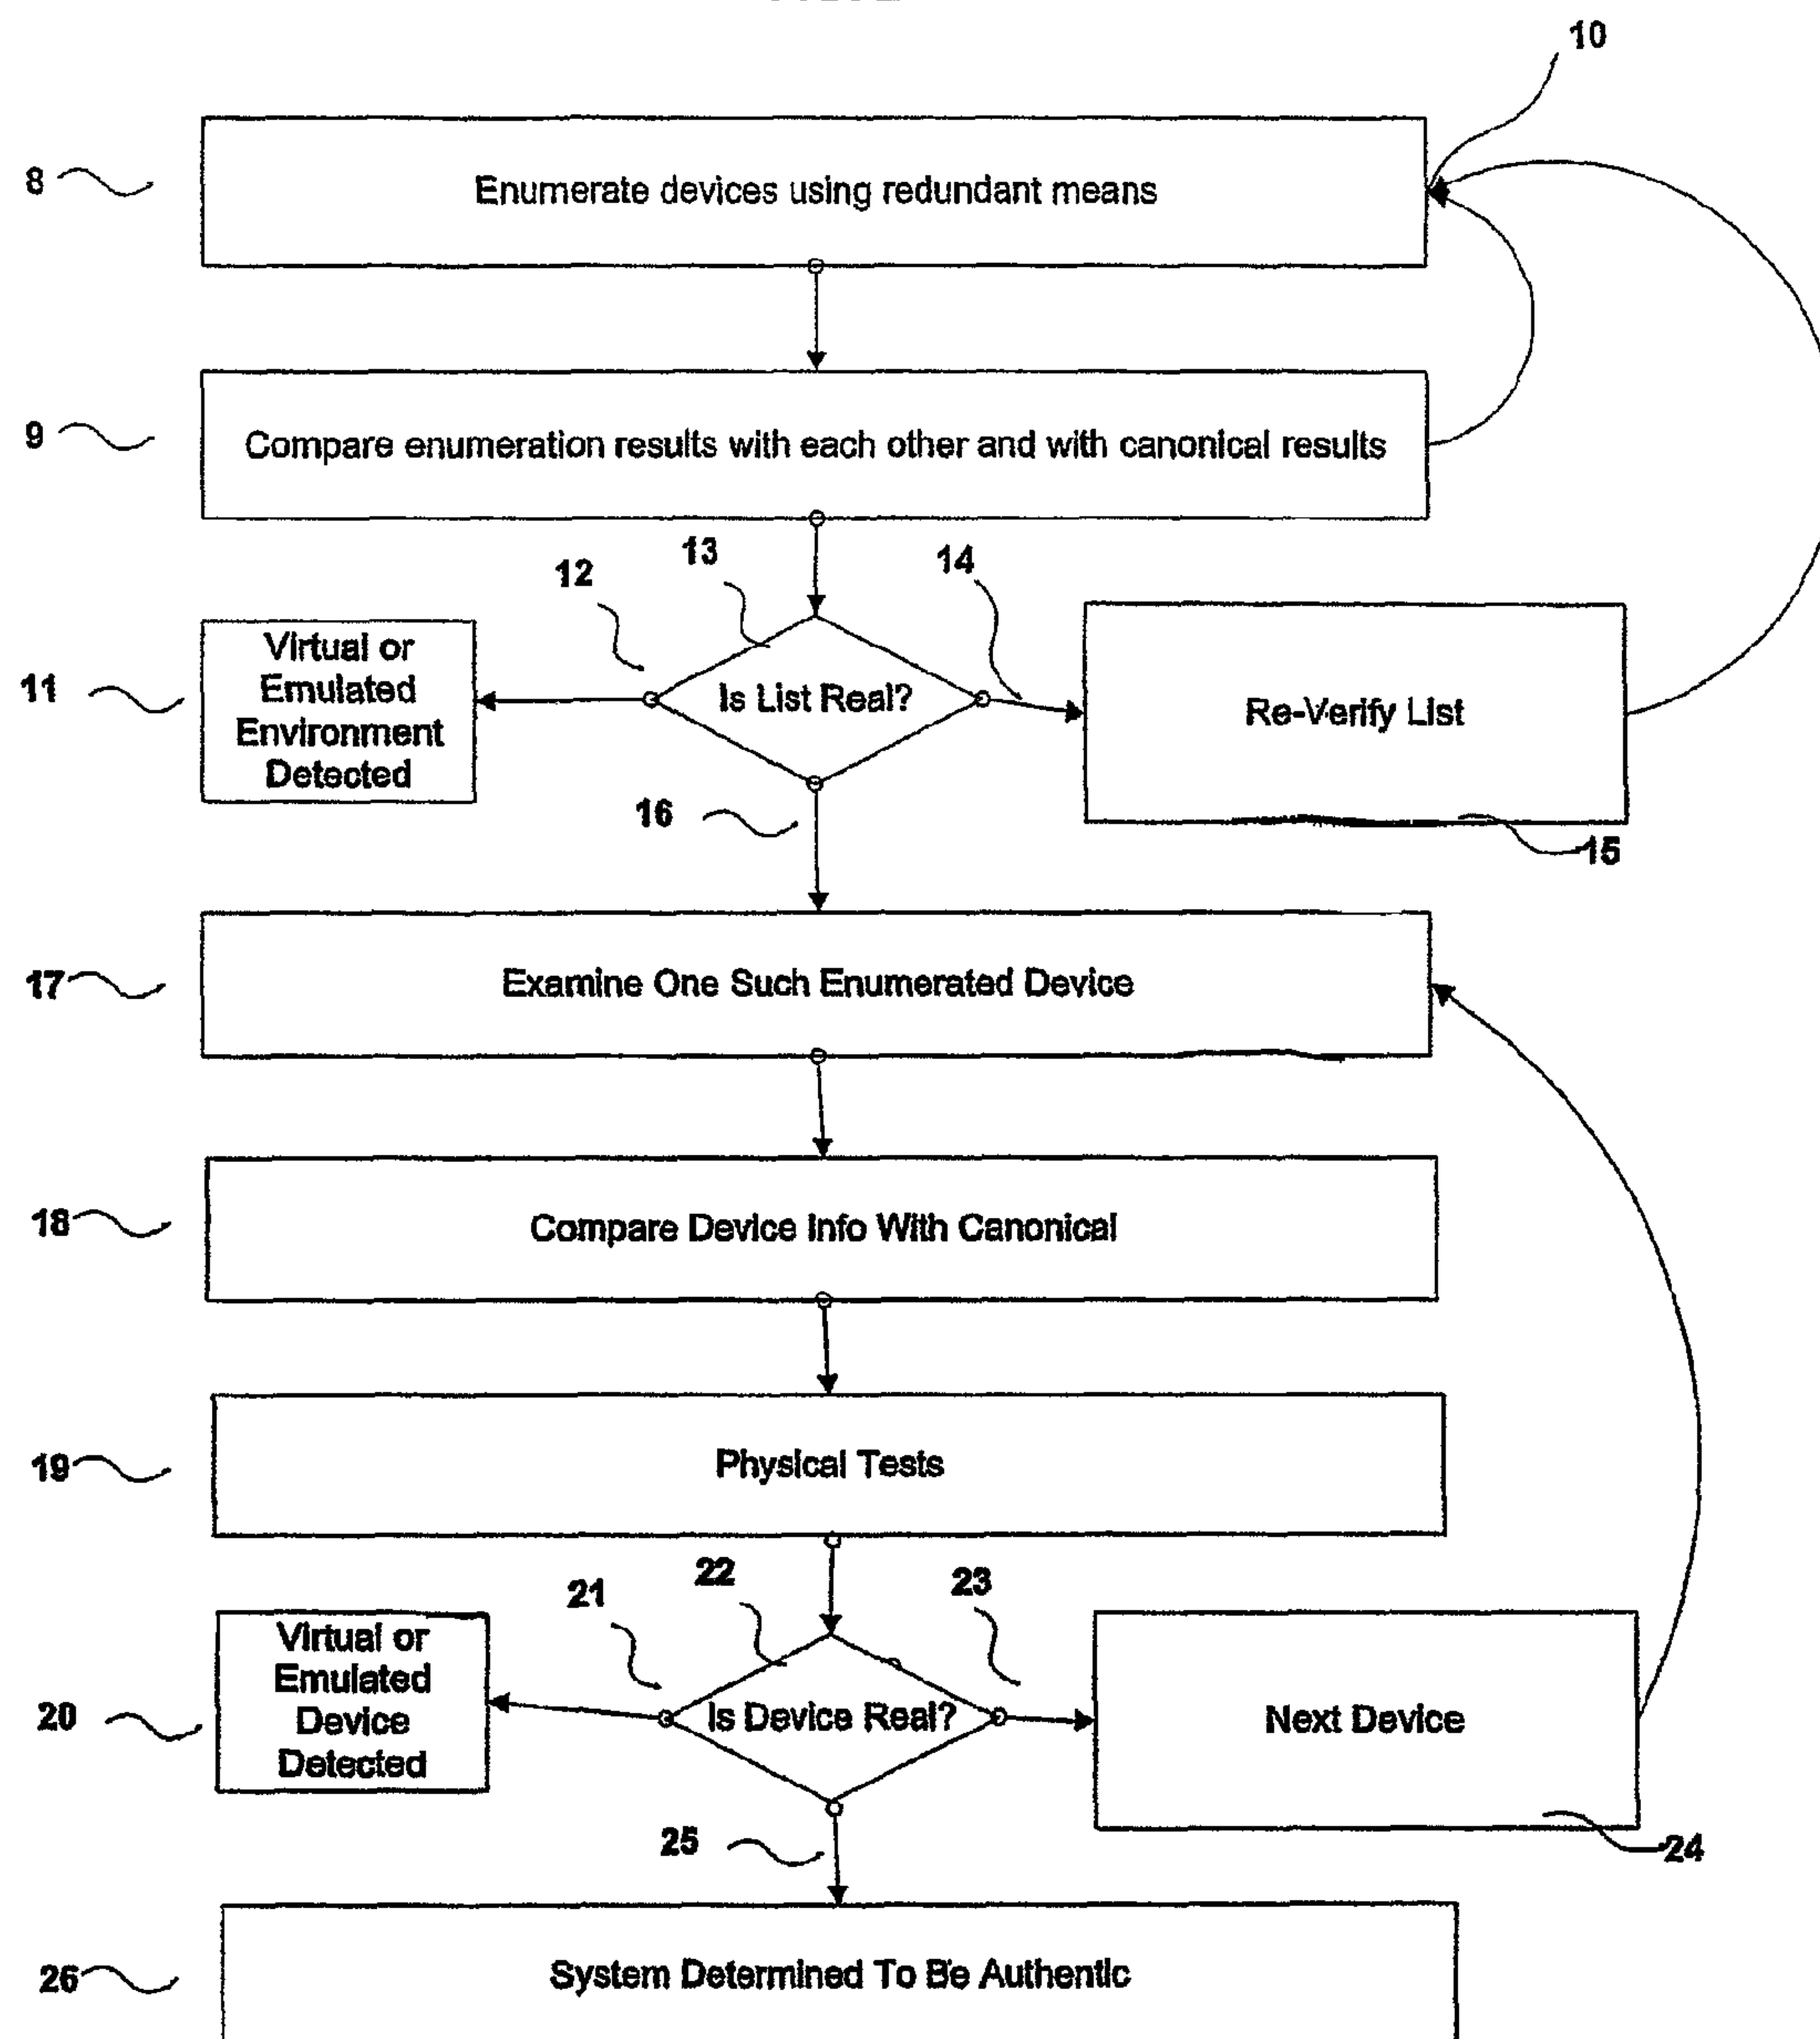 10
8
Enumerate devices using redundant means
9
Compare enumeration results with each other and with canonical results
13
14
12
11
Virtual or
Emulated
Environment
Detected
Is List Real?
Re-Verify List
16
15
17
Examine One Such Enumerated Device
18
Compare Device Info With Canonical
19
Physical Tests
22
23
21
20
Virtual or
Emulated
Device
Detected
Is Device Real?
Next Device
25
24
26
System Determined To Be Authentic